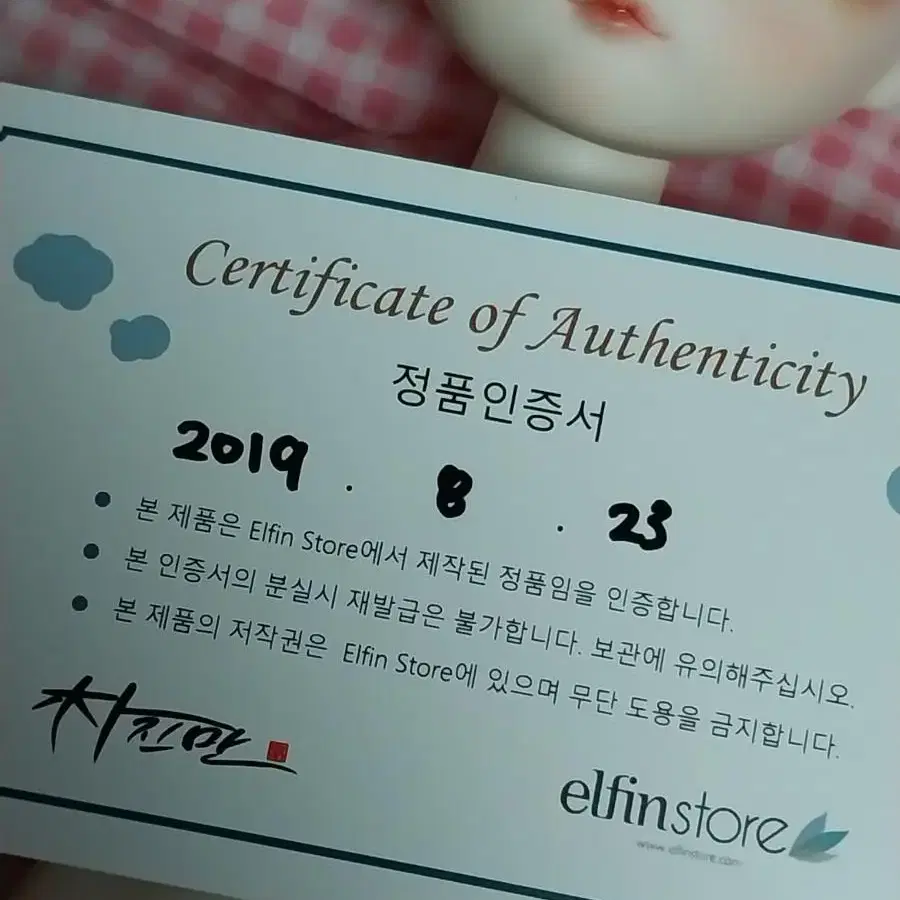 Certificate of Authenticity
정품인증서
2019 . 8 . 23
본 제품은 Elfin Store에서 제작된 정품임을 인증합니다.
본 인증서의 분실시 재발급은 불가합니다. 보관에 유의해주십시오.
본 제품의 저작권은 Elfin Store에 있으며 무단 도용을 금지합니다.
elfinstore
www.elfinstore.com